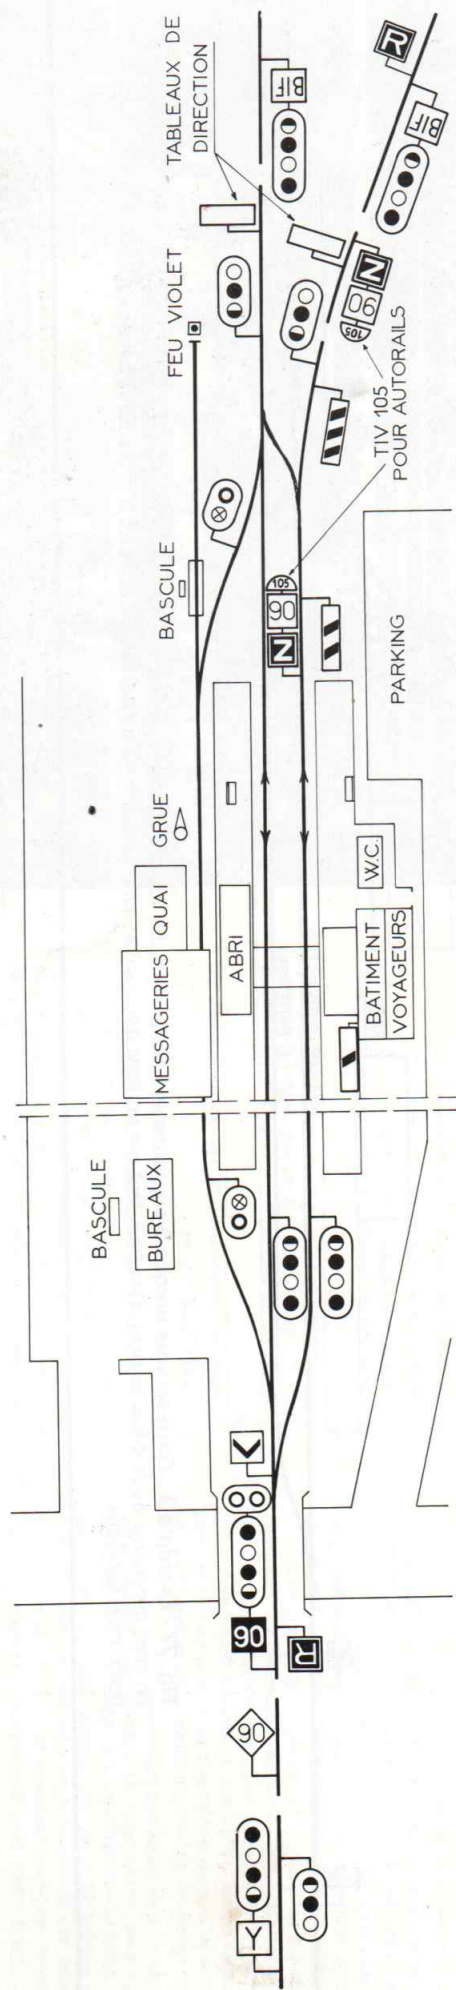 TABLEAUX DE
DIRECTION
FEU VIOLET
BASCULE
GRUE
QUAI
MESSAGERIES
BASCULE
BUREAUX
ABRI
BIF
R
BIF
Z
90
105
TIV 105
POUR AUTORAILS
105
90
Z
PARKING
W.C.
BATIMENT
VOYAGEURS
90
R
90
Y